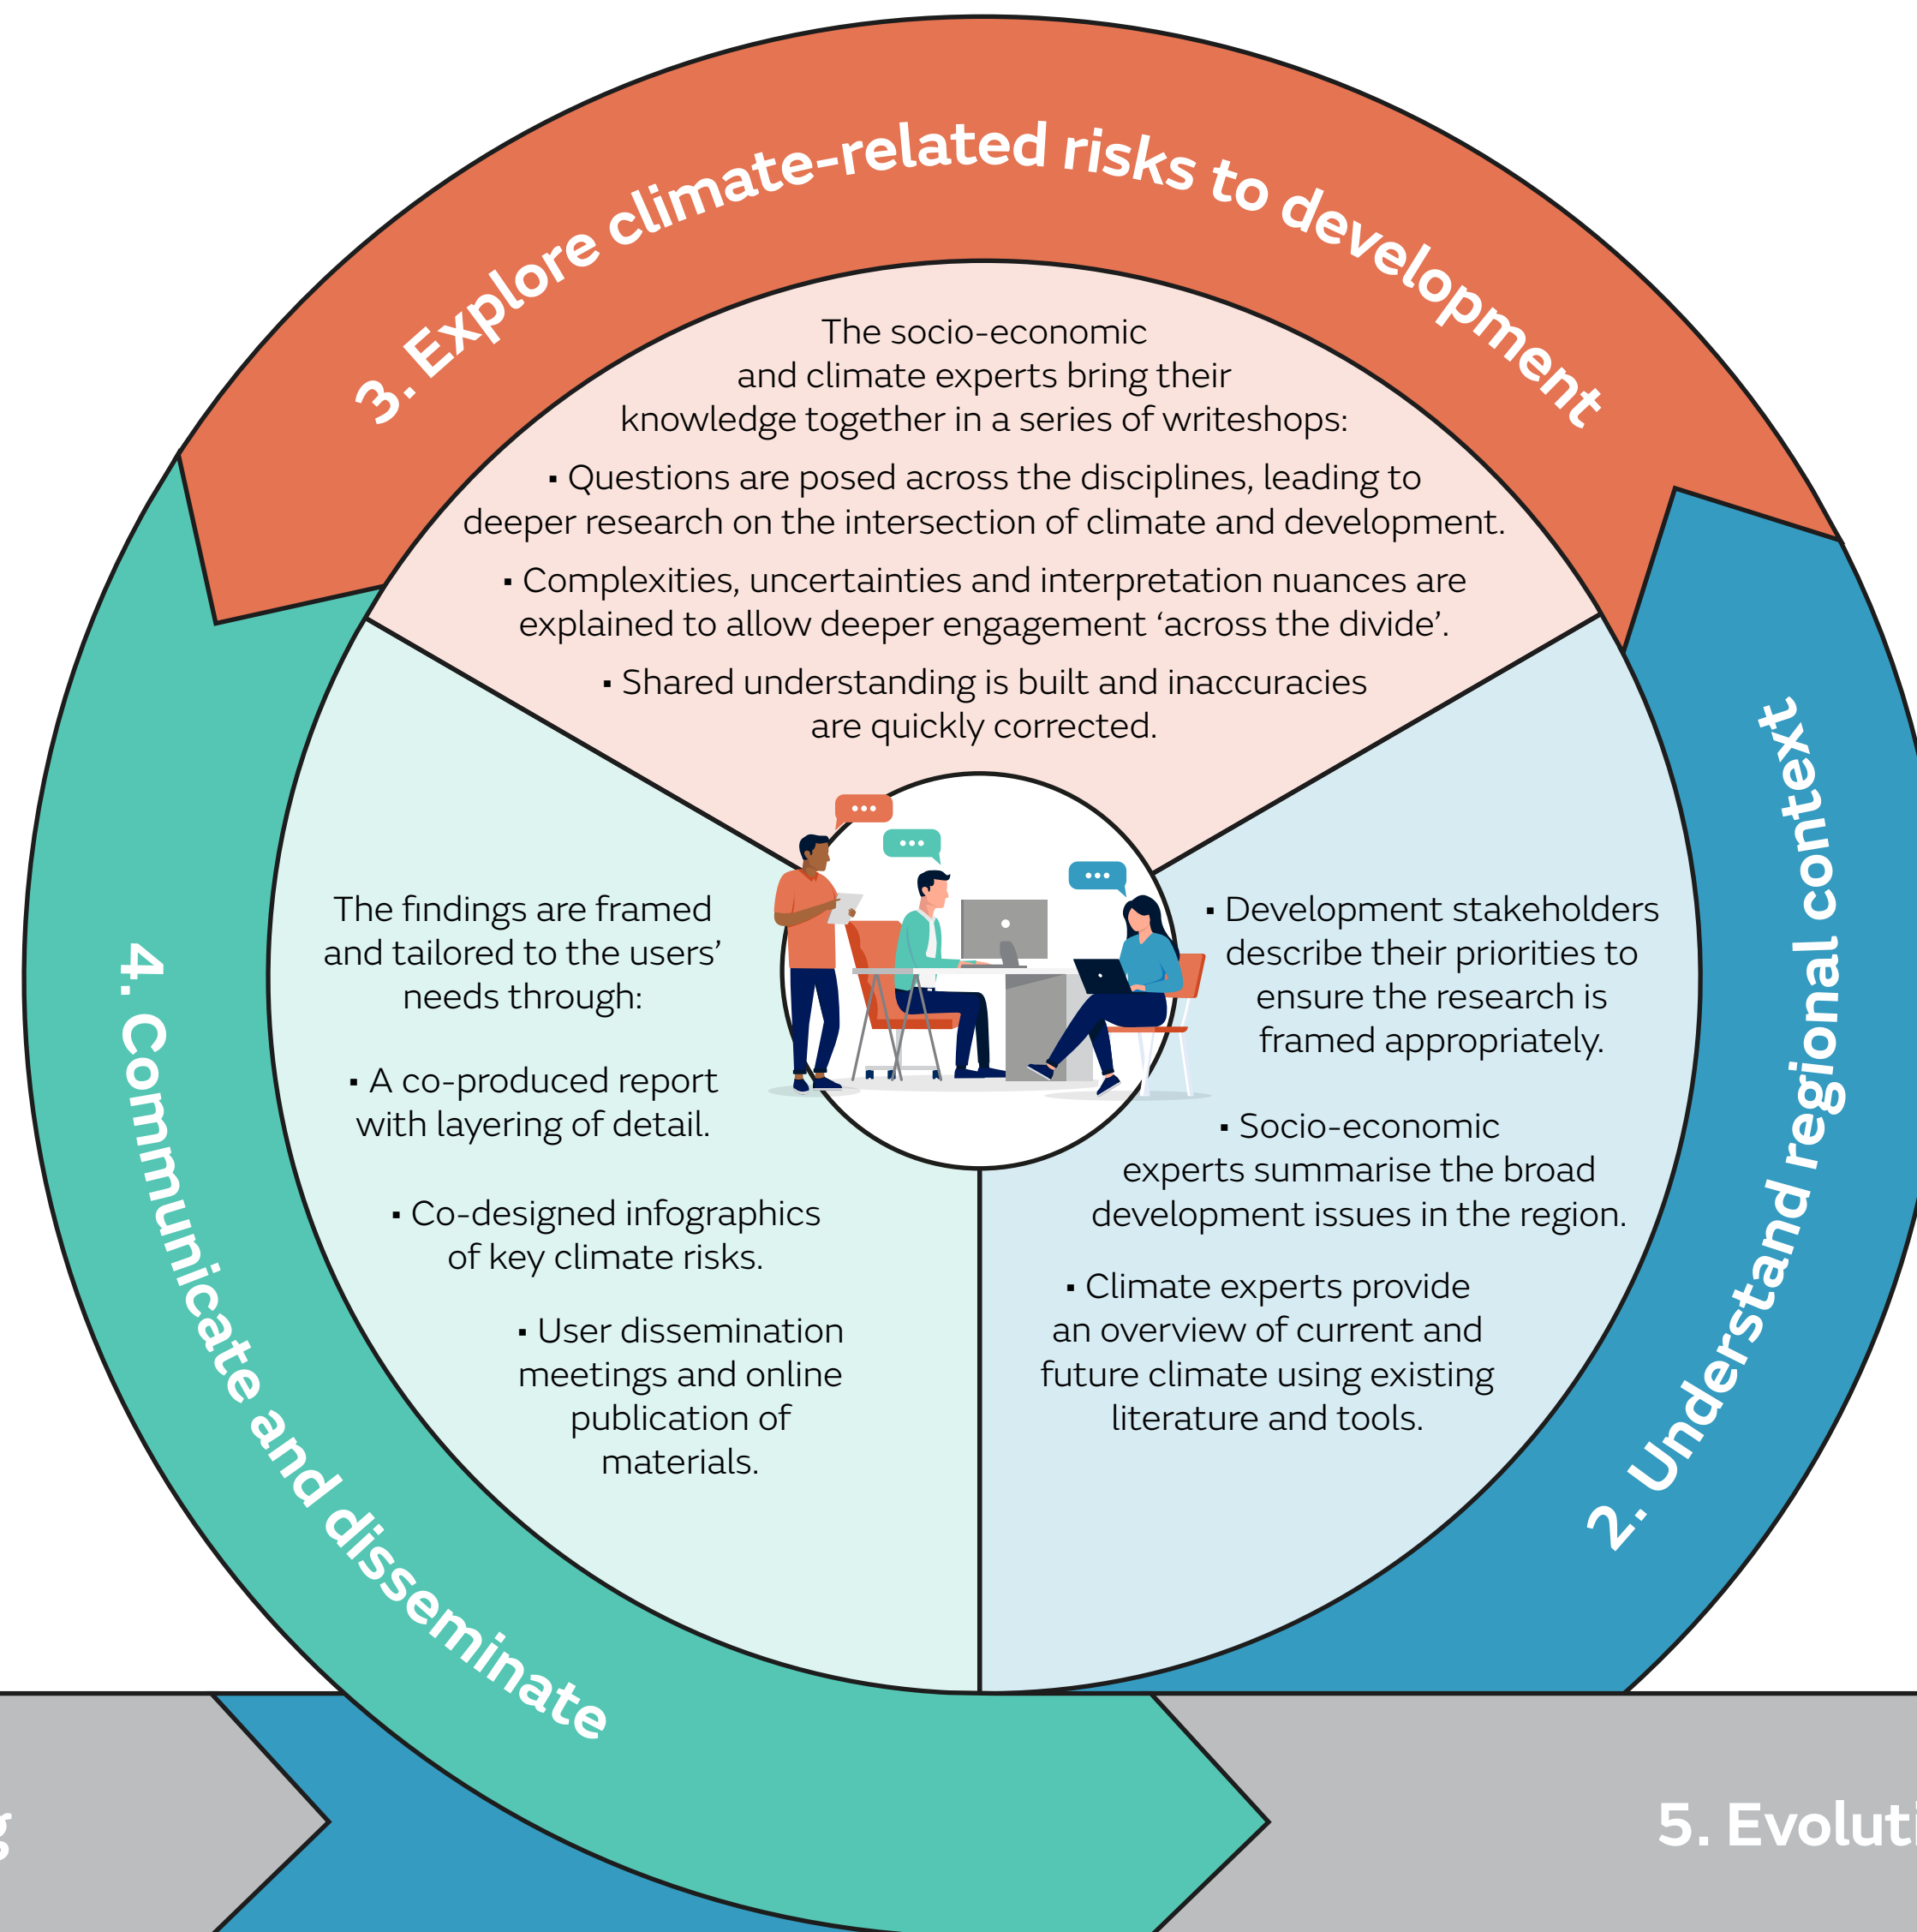 3. Explore climate-related risks to development
The socio-economic
and climate experts bring their
knowledge together in a series of writeshops:
▪ Questions are posed across the disciplines, leading to
deeper research on the intersection of climate and development.
▪ Complexities, uncertainties and interpretation nuances are
explained to allow deeper engagement ‘across the divide’.
▪ Shared understanding is built and inaccuracies
are quickly corrected.
2. Understand regional context
▪ Development stakeholders
describe their priorities to
ensure the research is
framed appropriately.
▪ Socio-economic
experts summarise the broad
development issues in the region.
▪ Climate experts provide
an overview of current and
future climate using existing
literature and tools.
4. Communicate and disseminate
The findings are framed
and tailored to the users’
needs through:
▪ A co-produced report
with layering of detail.
▪ Co-designed infographics
of key climate risks.
▪ User dissemination
meetings and online
publication of
materials.
g
5. Evoluti